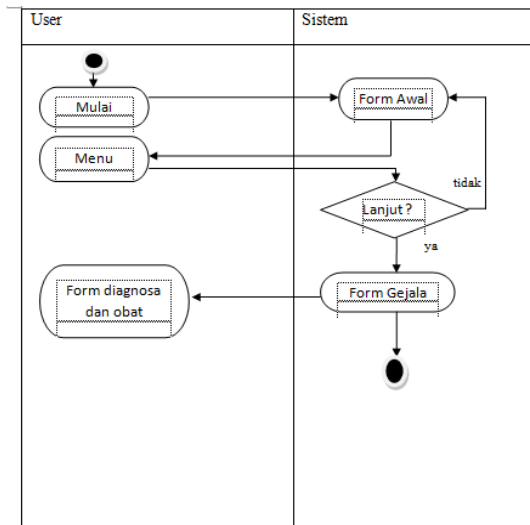 User
Sistem
Mulai
Form Awal
Menu
tidak
Lanjut ?
ya
Form diagnosa
dan obat
Form Gejala